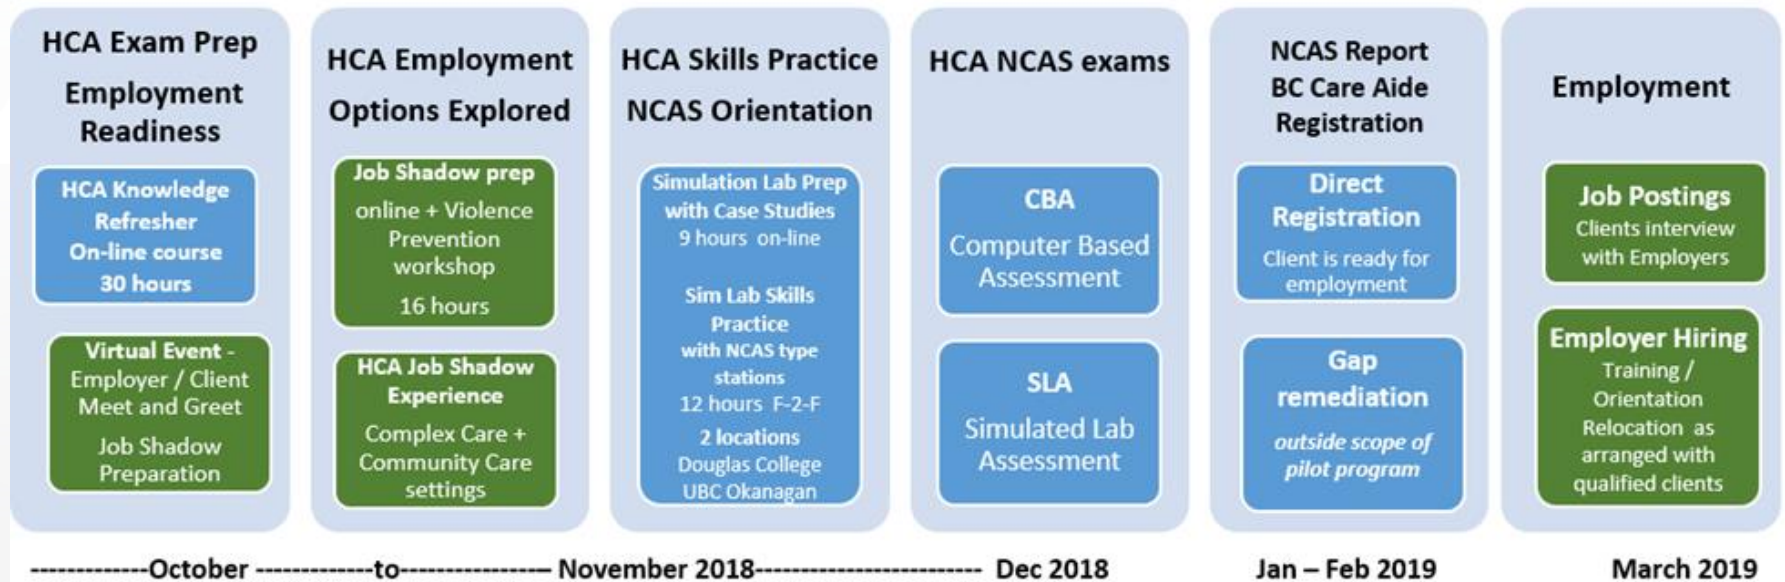 HCA Exam Prep
Employment
Readiness
HCA Knowledge
Refresher
On-line course
30 hours
Virtual Event -
Employer / Client
Meet and Greet
Job Shadow
Preparation
HCA Employment
Options Explored
Job Shadow prep
online + Violence
Prevention
workshop
16 hours
HCA Job Shadow
Experience
Complex Care +
Community Care
settings
HCA Skills Practice
NCAS Orientation
Simulation Lab Prep
with Case Studies
9 hours on-line
Sim Lab Skills
Practice
with NCAS type
stations
12 hours F-2-F
2 locations
Douglas College
UBC Okanagan
HCA NCAS exams
CBA
Computer Based
Assessment
SLA
Simulated Lab
Assessment
NCAS Report
BC Care Aide
Registration
Direct
Registration
Client is ready for
employment
Gap
remediation
outside scope of
pilot program
Employment
Job Postings
Clients interview
with Employers
Employer Hiring
Training /
Orientation
Relocation as
arranged with
qualified clients
-------------October -------------to----------------- November 2018------------------------- Dec 2018 Jan – Feb 2019 March 2019